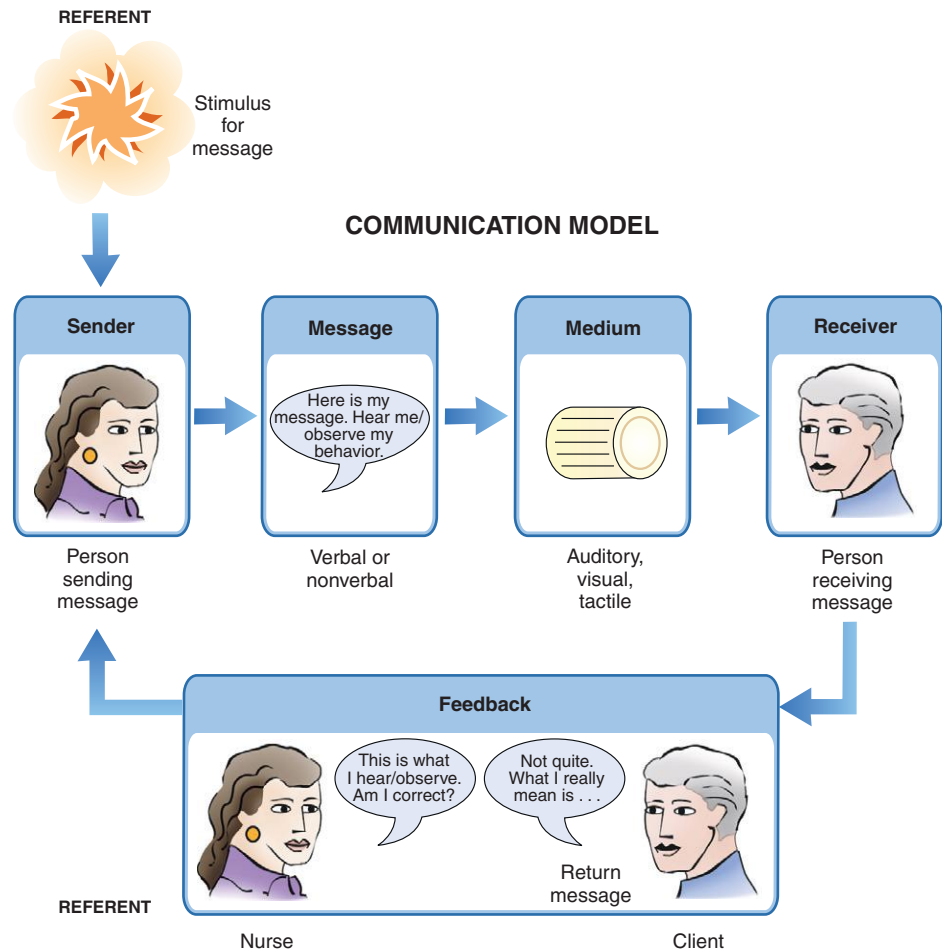 REFERENT
Stimulus
for
message
COMMUNICATION MODEL
Sender
Message
Medium
Receiver
Here is my
message. Hear me/
observe my
behavior.
Person
sending
message
Verbal or
nonverbal
Auditory,
visual,
tactile
Person
receiving
message
Feedback
This is what
I hear/observe.
Am I correct?
Not quite.
What I really
mean is . . .
Return
message
REFERENT
Nurse
Client